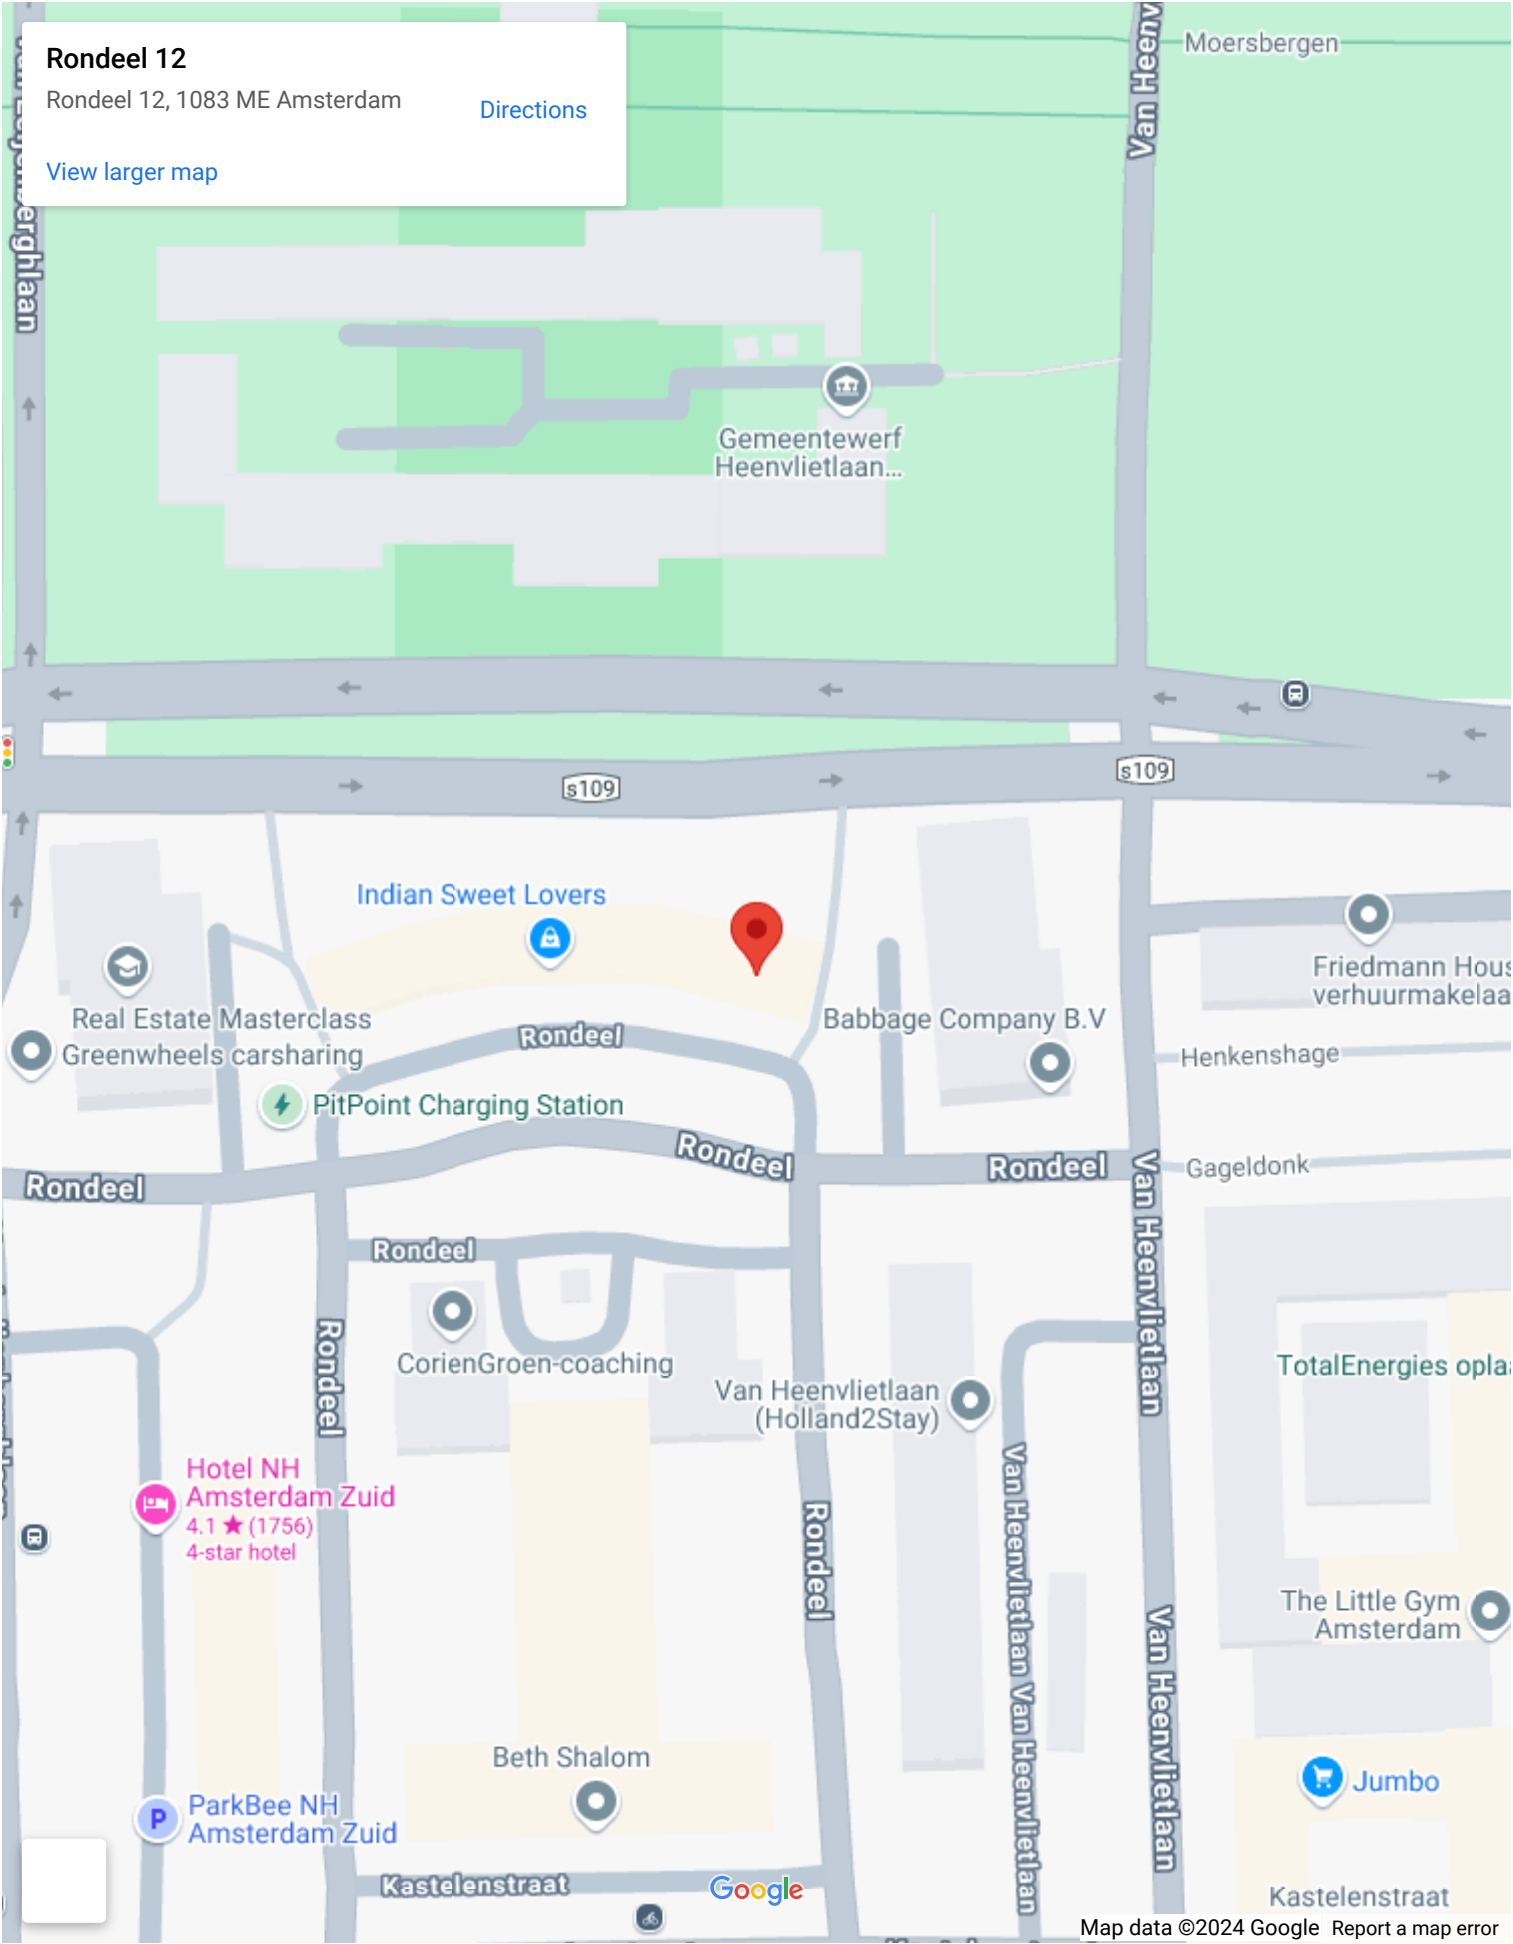 Rondeel 12
Rondeel 12, 1083 ME Amsterdam
Directions
View larger map
Moersbergen
Van Heenv
Gemeentewerf
Heenvlietlaan...
s109
s109
Indian Sweet Lovers
Real Estate Masterclass
Greenwheels carsharing
PitPoint Charging Station
Rondeel
Babbage Company B.V
Friedmann Hous
verhuurmakelaa
Henkenshage
Gageldonk
Rondeel
Rondeel
Rondeel
Rondeel
CorienGroen-coaching
Rondeel
Van Heenvlietlaan
Van Heenvlietlaan
(Holland2Stay)
TotalEnergies opla
Hotel NH
Amsterdam Zuid
4.1 ★ (1756)
4-star hotel
Rondeel
Van Heenvlietlaan
Van Heenvlietlaan
The Little Gym
Amsterdam
Van Heenvlietlaan
Beth Shalom
Jumbo
P
ParkBee NH
Amsterdam Zuid
Kastelenstraat
Google
Kastelenstraat
Map data ©2024 Google
Report a map error